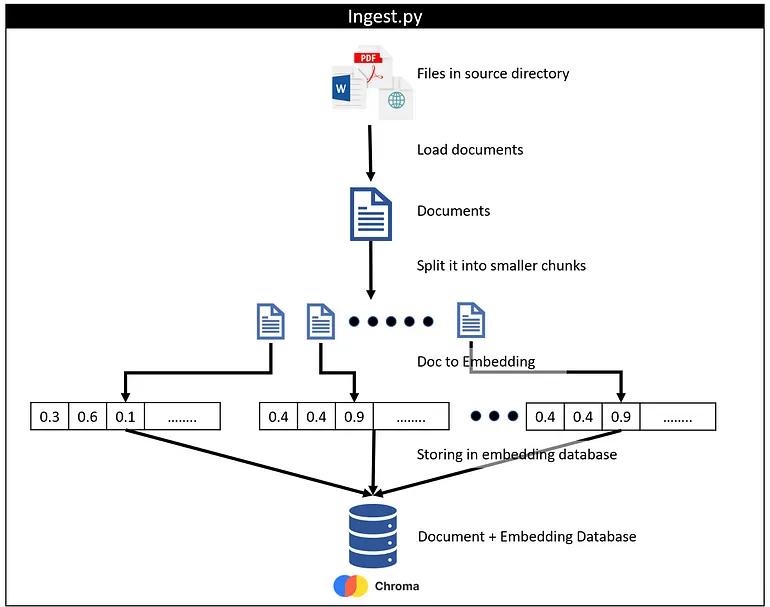 Ingest.py
PDF
W
Files in source directory
Load documents
Documents
Split it into smaller chunks
Doc to Embedding
0.3 0.6 0.1 ........
0.4 0.4 0.9 ........
0.4 0.4 0.9 ........
Storing in embedding database
Document + Embedding Database
Chroma